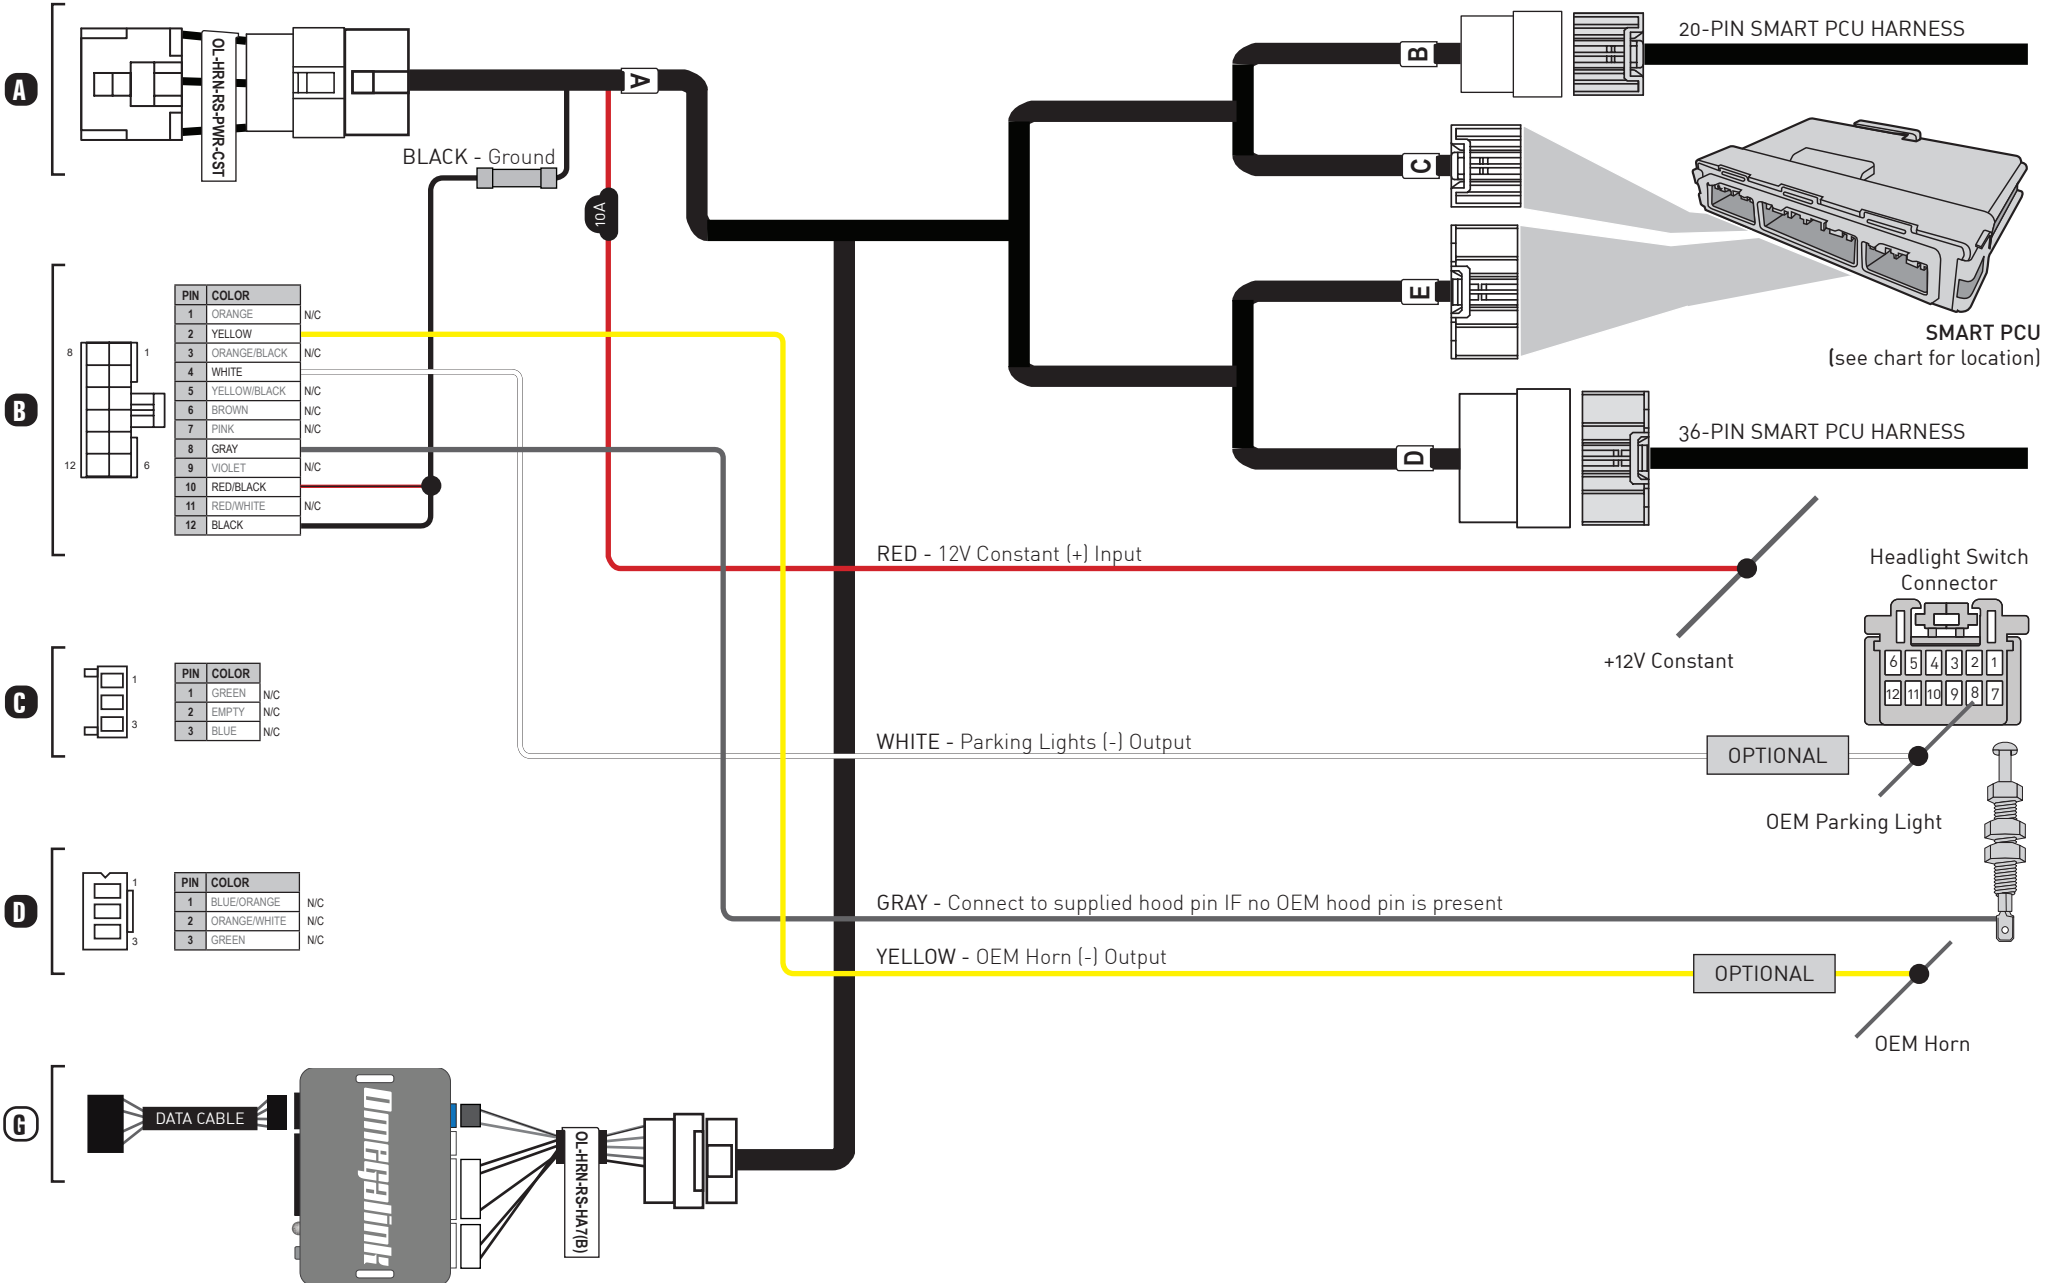 A
OL-HRN-RS-PWR-CST
A
BLACK - Ground
10A
B
20-PIN SMART PCU HARNESS
C
E
SMART PCU
(see chart for location)
D
36-PIN SMART PCU HARNESS
B
8 1
12 6
PIN COLOR
1 ORANGE N/C
2 YELLOW
3 ORANGE/BLACK N/C
4 WHITE
5 YELLOW/BLACK N/C
6 BROWN N/C
7 PINK N/C
8 GRAY
9 VIOLET N/C
10 RED/BLACK
11 RED/WHITE N/C
12 BLACK
RED - 12V Constant (+) Input
+12V Constant
Headlight Switch
Connector
6 5 4 3 2 1
12 11 10 9 8 7
C
1
3
PIN COLOR
1 GREEN N/C
2 EMPTY N/C
3 BLUE N/C
WHITE - Parking Lights (-) Output
OPTIONAL
OEM Parking Light
D
1
3
PIN COLOR
1 BLUE/ORANGE N/C
2 ORANGE/WHITE N/C
3 GREEN N/C
GRAY - Connect to supplied hood pin IF no OEM hood pin is present
YELLOW - OEM Horn (-) Output
OPTIONAL
OEM Horn
G
DATA CABLE
Omegalink
OL-HRN-RS-HA7(B)